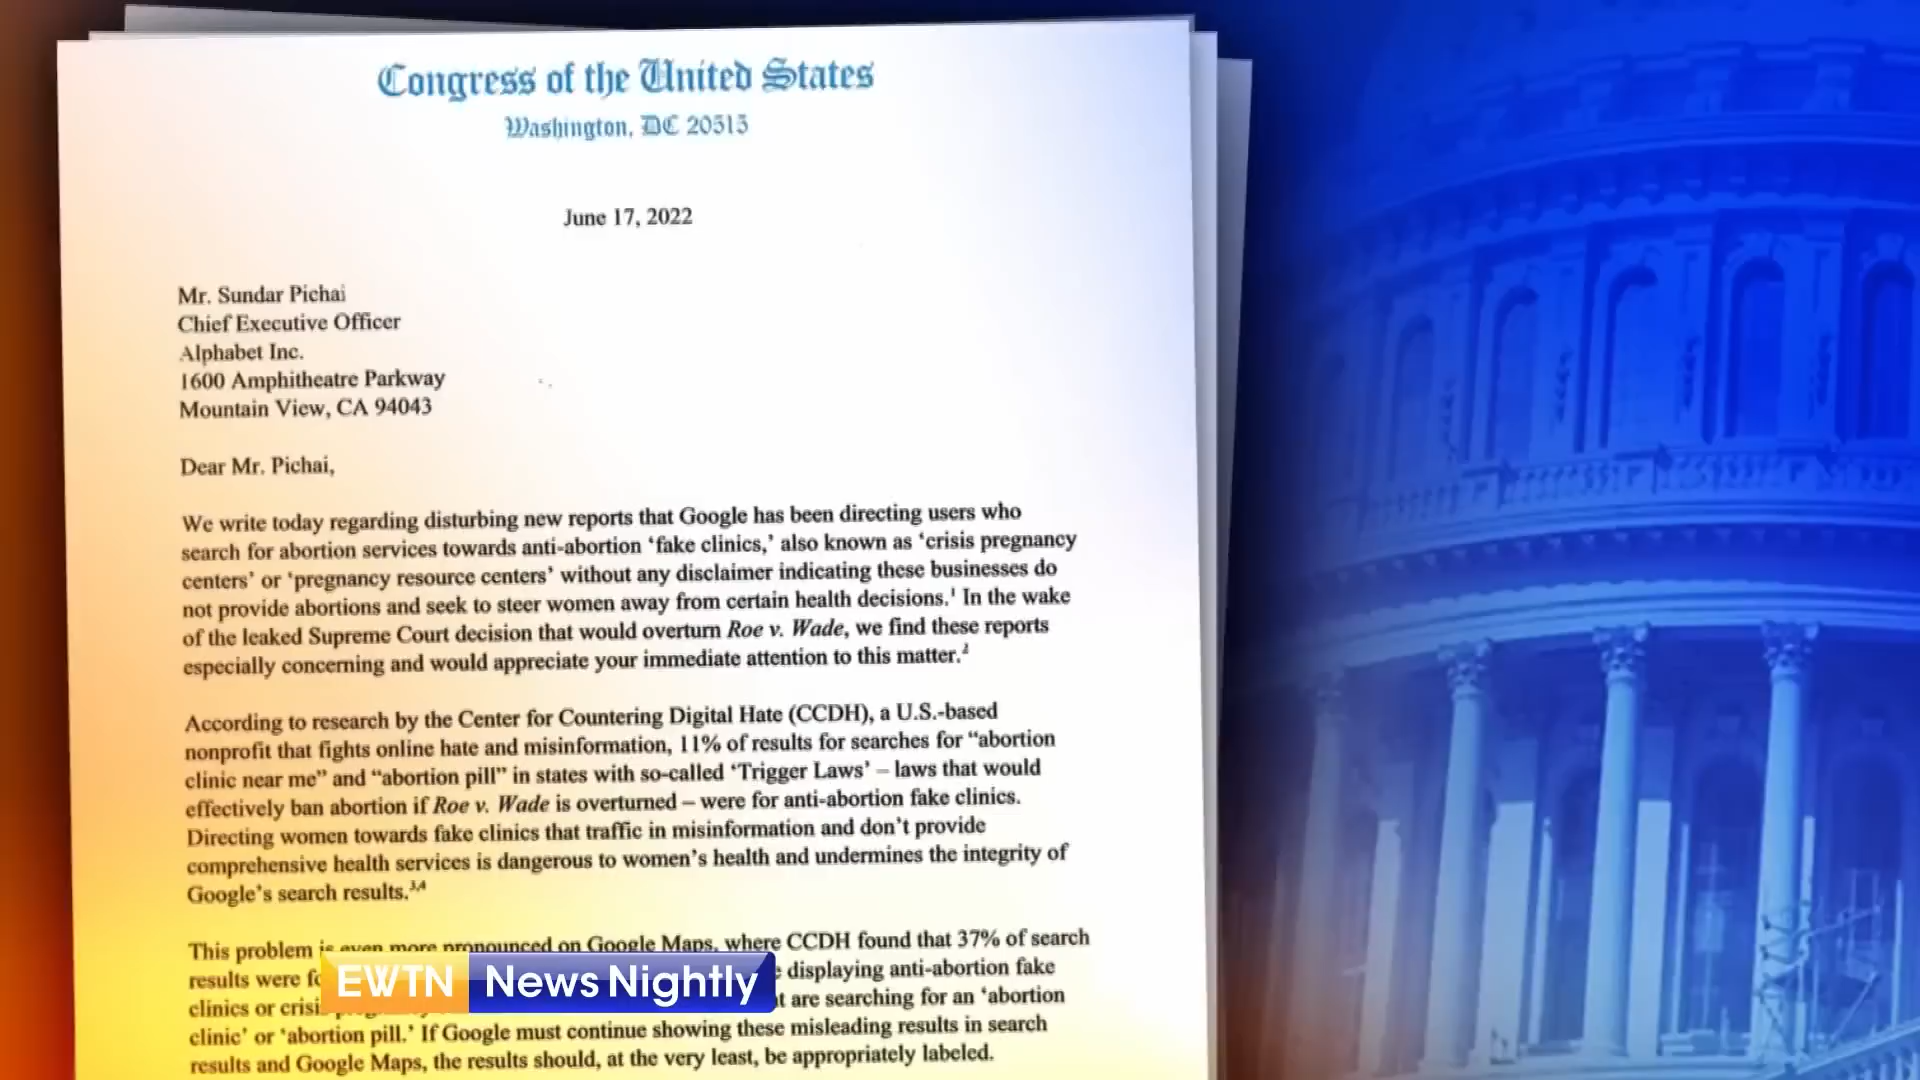 Congress of the United States
Washington, DC 20515
June 17, 2022
Mr. Sundar Pichai
Chief Executive Officer
Alphabet Inc.
1600 Amphitheatre Parkway
Mountain View, CA 94043
Dear Mr. Pichai,
We write today regarding disturbing new reports that Google has been directing users who
search for abortion services towards anti-abortion ‘fake clinics,’ also known as ‘crisis pregnancy
centers’ or ‘pregnancy resource centers’ without any disclaimer indicating these businesses do
not provide abortions and seek to steer women away from certain health decisions.¹ In the wake
of the leaked Supreme Court decision that would overturn Roe v. Wade, we find these reports
especially concerning and would appreciate your immediate attention to this matter.²
According to research by the Center for Countering Digital Hate (CCDH), a U.S.-based
nonprofit that fights online hate and misinformation, 11% of results for searches for “abortion
clinic near me” and “abortion pill” in states with so-called ‘Trigger Laws’ – laws that would
effectively ban abortion if Roe v. Wade is overturned – were for anti-abortion fake clinics.
Directing women towards fake clinics that traffic in misinformation and don’t provide
comprehensive health services is dangerous to women’s health and undermines the integrity of
Google’s search results.³,⁴
This problem is even more pronounced on Google Maps, where CCDH found that 37% of search
results were displaying anti-abortion fake
clinics or are searching for an ‘abortion
clinic’ or ‘abortion pill.’ If Google must continue showing these misleading results in search
results and Google Maps, the results should, at the very least, be appropriately labeled.
EWTN News Nightly